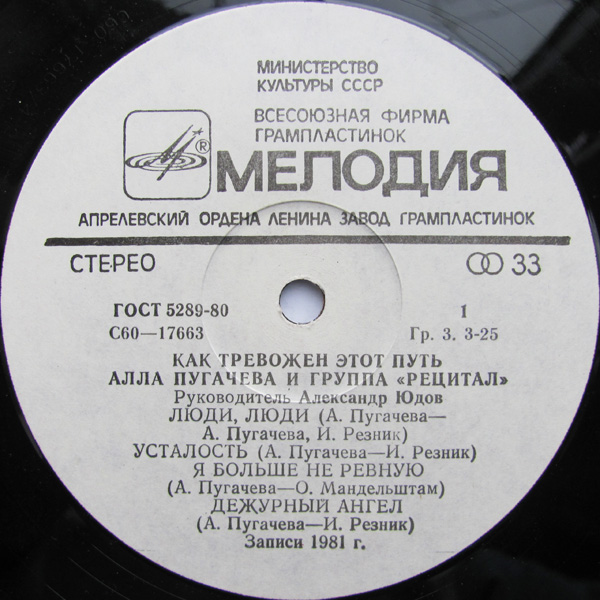 МИНИСТЕРСТВО
КУЛЬТУРЫ СССР
ВСЕСОЮЗНАЯ ФИРМА
ГРАМПЛАСТИНОК
® МЕЛОДИЯ
АПРЕЛЕВСКИЙ ОРДЕНА ЛЕНИНА ЗАВОД ГРАМПЛАСТИНОК
СТЕРЕО 33
ГОСТ 5289-80 1
С60—17663 Гр. 3. 3-25
КАК ТРЕВОЖЕН ЭТОТ ПУТЬ
АЛЛА ПУГАЧЕВА И ГРУППА «РЕЦИТАЛ»
Руководитель Александр Юдов
ЛЮДИ, ЛЮДИ (А. Пугачева—
А. Пугачева, И. Резник)
УСТАЛОСТЬ (А. Пугачева—И. Резник)
Я БОЛЬШЕ НЕ РЕВНУЮ
(А. Пугачева—О. Мандельштам)
ДЕЖУРНЫЙ АНГЕЛ
(А. Пугачева—И. Резник)
Записи 1981 г.